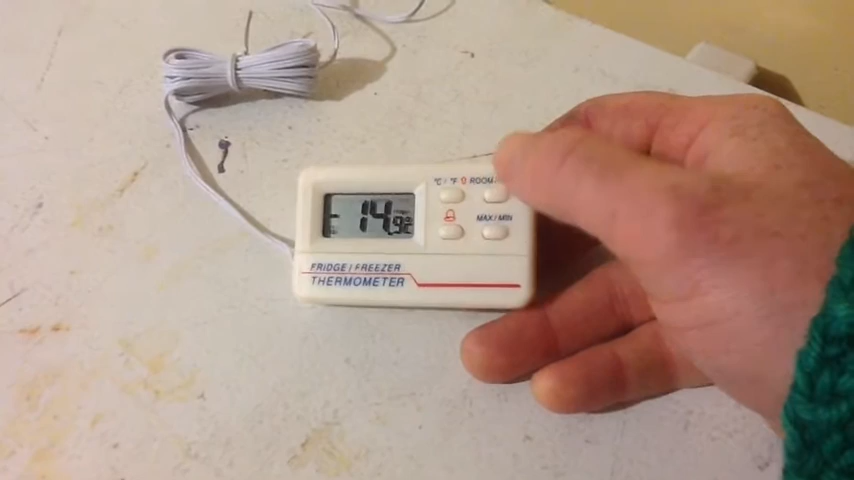 °C/°F ROOM
14.9°C
MAX/MIN
FRIDGE/FREEZER
THERMOMETER